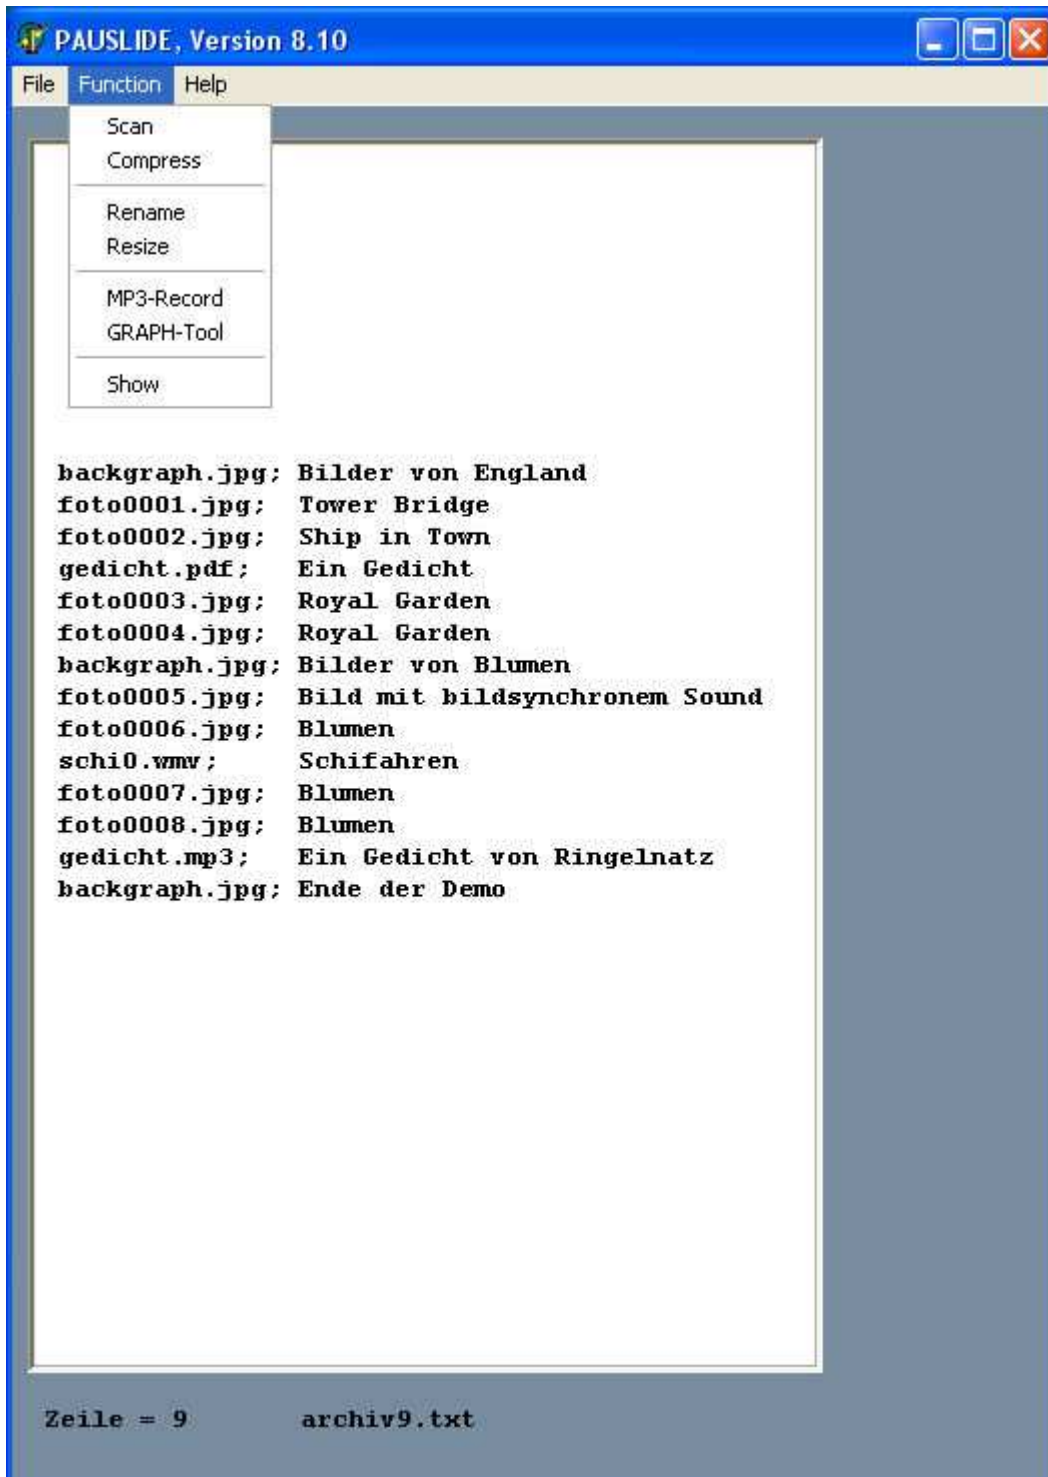 PAUSLIDE, Version 8.10
File Function Help
Scan
Compress
Rename
Resize
MP3-Record
GRAPH-Tool
Show
backgraph.jpg; Bilder von England
foto0001.jpg; Tower Bridge
foto0002.jpg; Ship in Town
gedicht.pdf; Ein Gedicht
foto0003.jpg; Royal Garden
foto0004.jpg; Royal Garden
backgraph.jpg; Bilder von Blumen
foto0005.jpg; Bild mit bildsynchronem Sound
foto0006.jpg; Blumen
schi0.wmv; Schifahren
foto0007.jpg; Blumen
foto0008.jpg; Blumen
gedicht.mp3; Ein Gedicht von Ringelnatz
backgraph.jpg; Ende der Demo
Zeile = 9 archiv9.txt